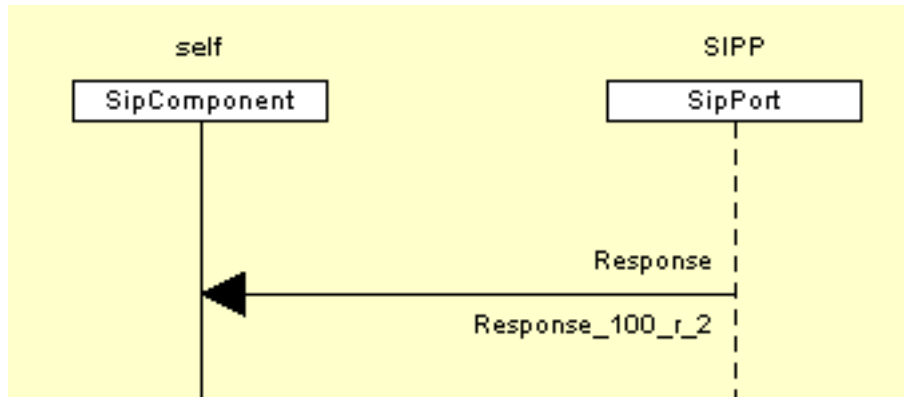 self
SIPP
SipComponent
SipPort
Response
Response_100_r_2